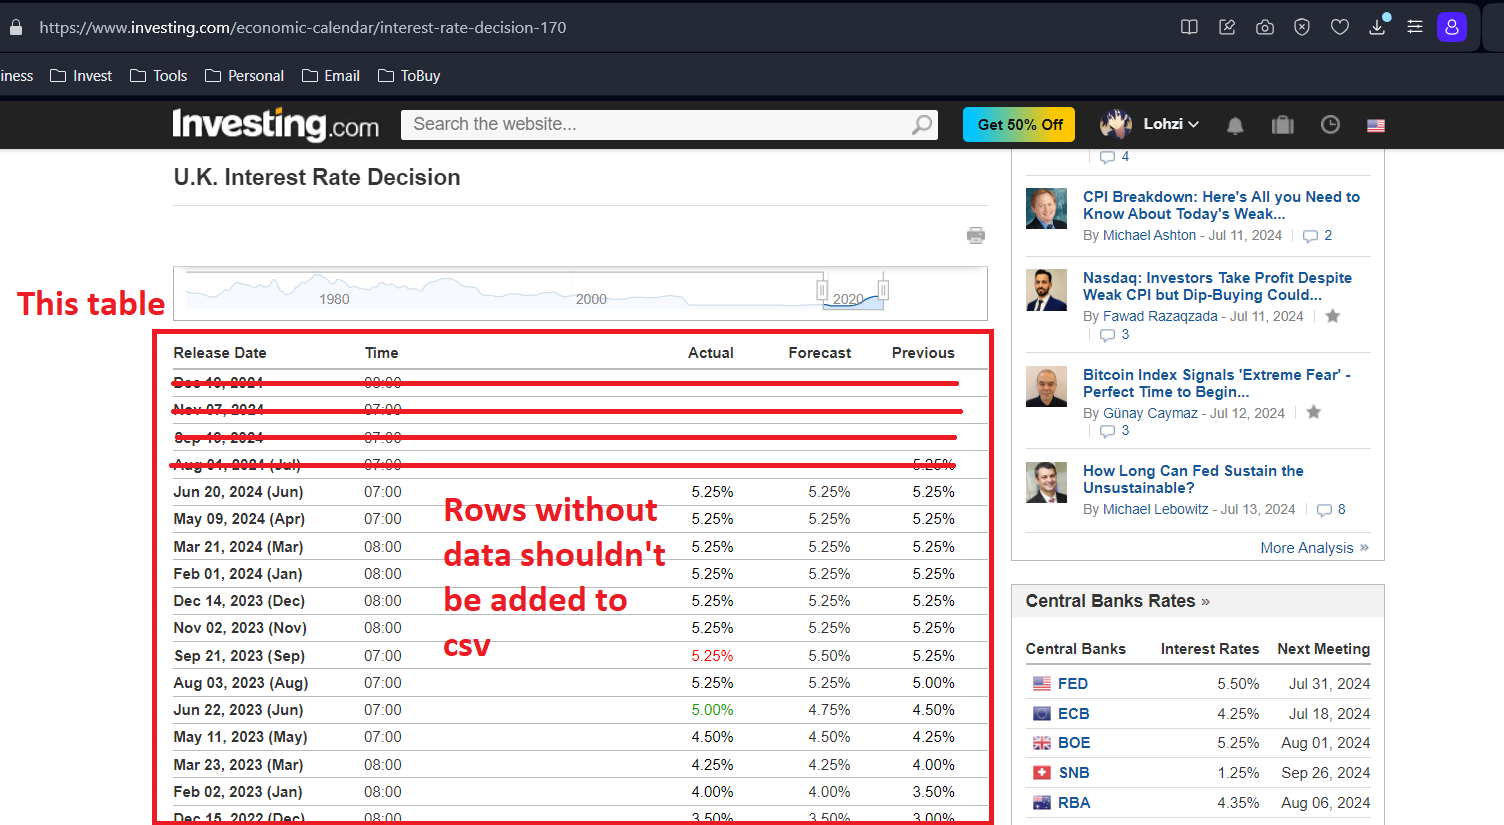 https://www.investing.com/economic-calendar/interest-rate-decision-170
iness Invest Tools Personal Email ToBuy
Investing.com
Search the website...
Get 50% Off
Lohzi
U.K. Interest Rate Decision
1980 2000 2020
This table
Release Date Time Actual Forecast Previous
Nov 07, 2024 07:00
07:00
Aug 01, 2024 (Jul) 07:00 5.25%
Jun 20, 2024 (Jun) 07:00 5.25% 5.25% 5.25%
May 09, 2024 (Apr) 07:00 5.25% 5.25% 5.25%
Mar 21, 2024 (Mar) 08:00 5.25% 5.25% 5.25%
Feb 01, 2024 (Jan) 08:00 5.25% 5.25% 5.25%
Dec 14, 2023 (Dec) 08:00 5.25% 5.25% 5.25%
Nov 02, 2023 (Nov) 08:00 5.25% 5.25% 5.25%
Sep 21, 2023 (Sep) 07:00 5.25% 5.50% 5.25%
Aug 03, 2023 (Aug) 07:00 5.25% 5.25% 5.00%
Jun 22, 2023 (Jun) 07:00 5.00% 4.75% 4.50%
May 11, 2023 (May) 07:00 4.50% 4.50% 4.25%
Mar 23, 2023 (Mar) 08:00 4.25% 4.25% 4.00%
Feb 02, 2023 (Jan) 08:00 4.00% 4.00% 3.50%
Dec 15, 2022 (Dec) 08:00 3.50% 3.50% 3.00%
Rows without
data shouldn't
be added to
csv
4
CPI Breakdown: Here's All you Need to
Know About Today's Weak...
By Michael Ashton - Jul 11, 2024 2
Nasdaq: Investors Take Profit Despite
Weak CPI but Dip-Buying Could...
By Fawad Razaqzada - Jul 11, 2024
3
Bitcoin Index Signals 'Extreme Fear' -
Perfect Time to Begin...
By Günay Caymaz - Jul 12, 2024
3
How Long Can Fed Sustain the
Unsustainable?
By Michael Lebowitz - Jul 13, 2024 8
More Analysis »
Central Banks Rates »
Central Banks Interest Rates Next Meeting
FED 5.50% Jul 31, 2024
ECB 4.25% Jul 18, 2024
BOE 5.25% Aug 01, 2024
SNB 1.25% Sep 26, 2024
RBA 4.35% Aug 06, 2024